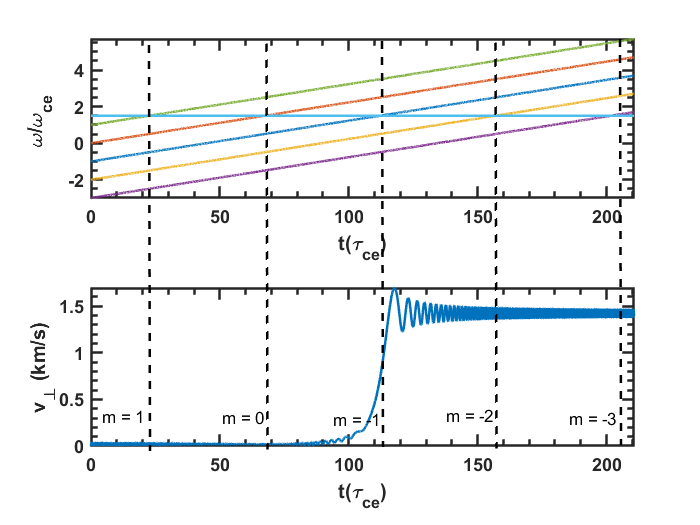 ω/ω_ce
4
2
0
-2
0 50 100 150 200
t(τ_ce)
v_⊥ (km/s)
1.5
1
0.5
0
m = 1 m = 0 m = -1 m = -2 m = -3
0 50 100 150 200
t(τ_ce)